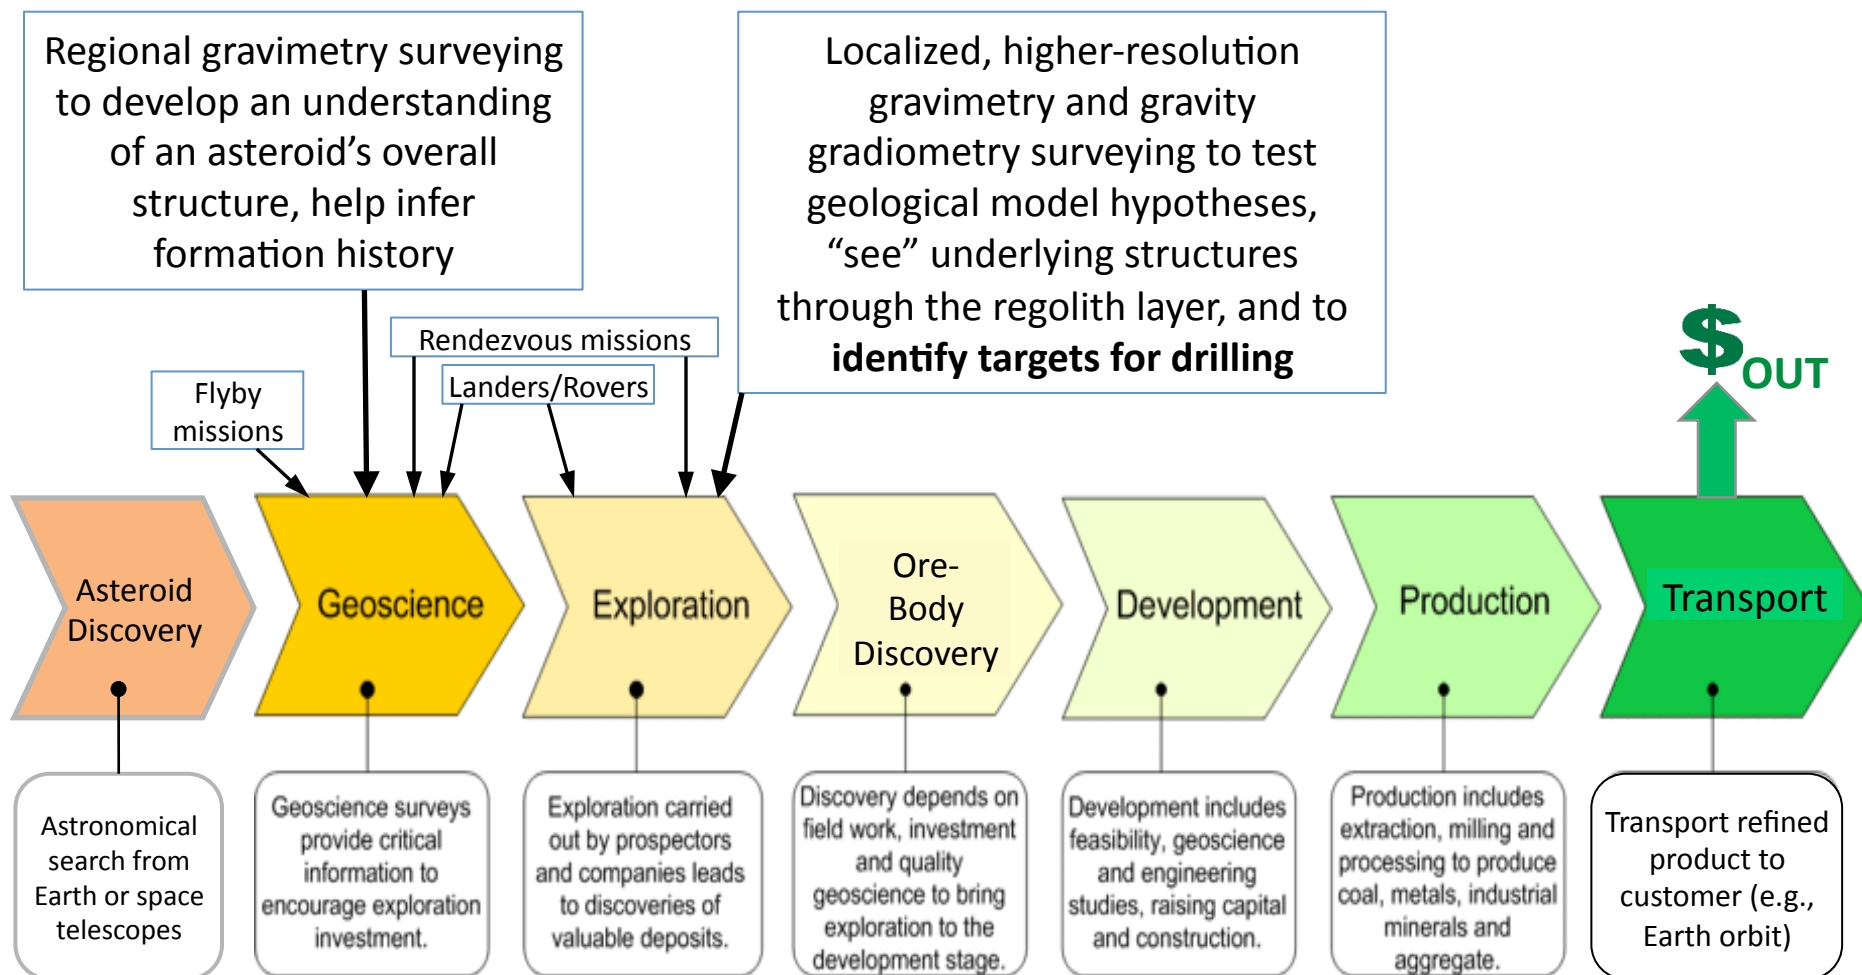 Regional gravimetry surveying
to develop an understanding
of an asteroid’s overall
structure, help infer
formation history
Localized, higher-resolution
gravimetry and gravity
gradiometry surveying to test
geological model hypotheses,
“see” underlying structures
through the regolith layer, and to
identify targets for drilling
Rendezvous missions
Landers/Rovers
Flyby
missions
$OUT
Asteroid
Discovery
Geoscience
Exploration
Ore-
Body
Discovery
Development
Production
Transport
Astronomical
search from
Earth or space
telescopes
Geoscience surveys
provide critical
information to
encourage exploration
investment.
Exploration carried
out by prospectors
and companies leads
to discoveries of
valuable deposits.
Discovery depends on
field work, investment
and quality
geoscience to bring
exploration to the
development stage.
Development includes
feasibility, geoscience
and engineering
studies, raising capital
and construction.
Production includes
extraction, milling and
processing to produce
coal, metals, industrial
minerals and
aggregate.
Transport refined
product to
customer (e.g.,
Earth orbit)